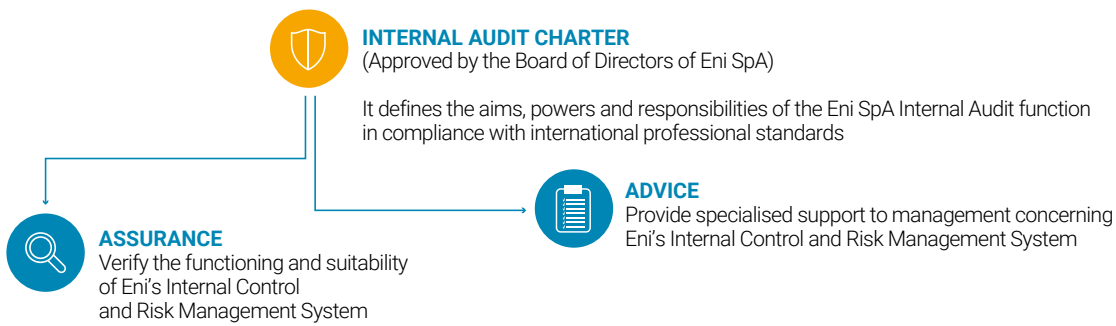 INTERNAL AUDIT CHARTER
(Approved by the Board of Directors of Eni SpA)
It defines the aims, powers and responsibilities of the Eni SpA Internal Audit function
in compliance with international professional standards
ADVICE
Provide specialised support to management concerning
Eni's Internal Control and Risk Management System
ASSURANCE
Verify the functioning and suitability
of Eni's Internal Control
and Risk Management System